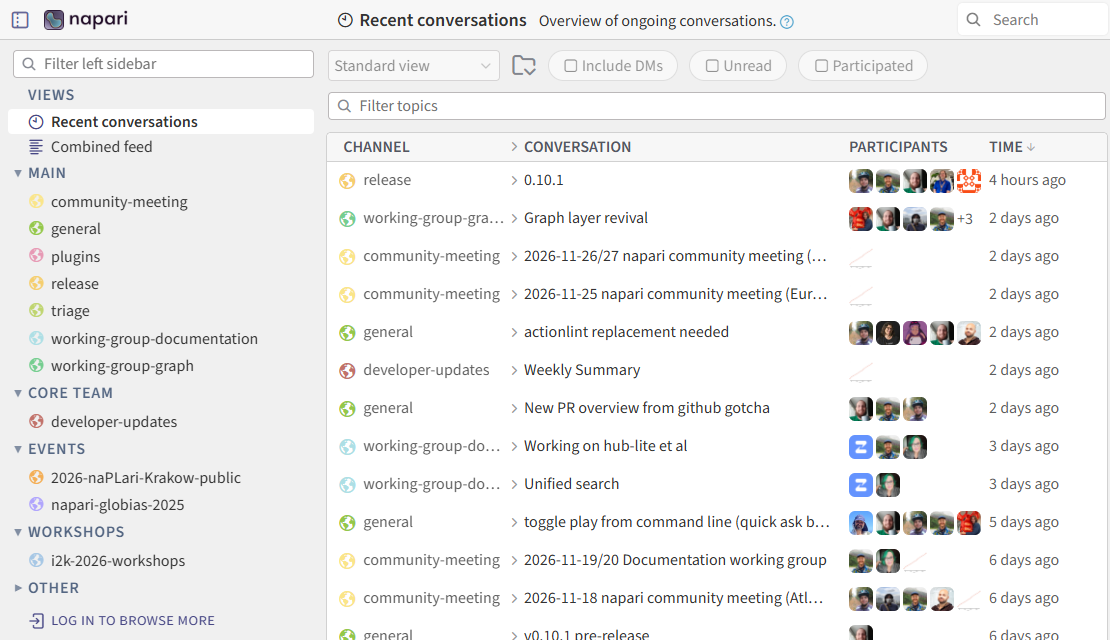 napari
Recent conversations Overview of ongoing conversations. ?
Search
Filter left sidebar
VIEWS
Recent conversations
Combined feed
MAIN
community-meeting
general
plugins
release
triage
working-group-documentation
working-group-graph
CORE TEAM
developer-updates
EVENTS
2026-naPLari-Krakow-public
napari-globias-2025
WORKSHOPS
i2k-2026-workshops
OTHER
LOG IN TO BROWSE MORE
Standard view
Include DMs
Unread
Participated
Filter topics
CHANNEL CONVERSATION PARTICIPANTS TIME
release 0.10.1 4 hours ago
working-group-gra… Graph layer revival +3 2 days ago
community-meeting 2026-11-26/27 napari community meeting (… 2 days ago
community-meeting 2026-11-25 napari community meeting (Eur… 2 days ago
general actionlint replacement needed 2 days ago
developer-updates Weekly Summary 2 days ago
general New PR overview from github gotcha 2 days ago
working-group-do… Working on hub-lite et al 3 days ago
working-group-do… Unified search 3 days ago
general toggle play from command line (quick ask b… 5 days ago
community-meeting 2026-11-19/20 Documentation working group 6 days ago
community-meeting 2026-11-18 napari community meeting (Atl… 6 days ago
general v0.10.1 pre-release 6 days ago